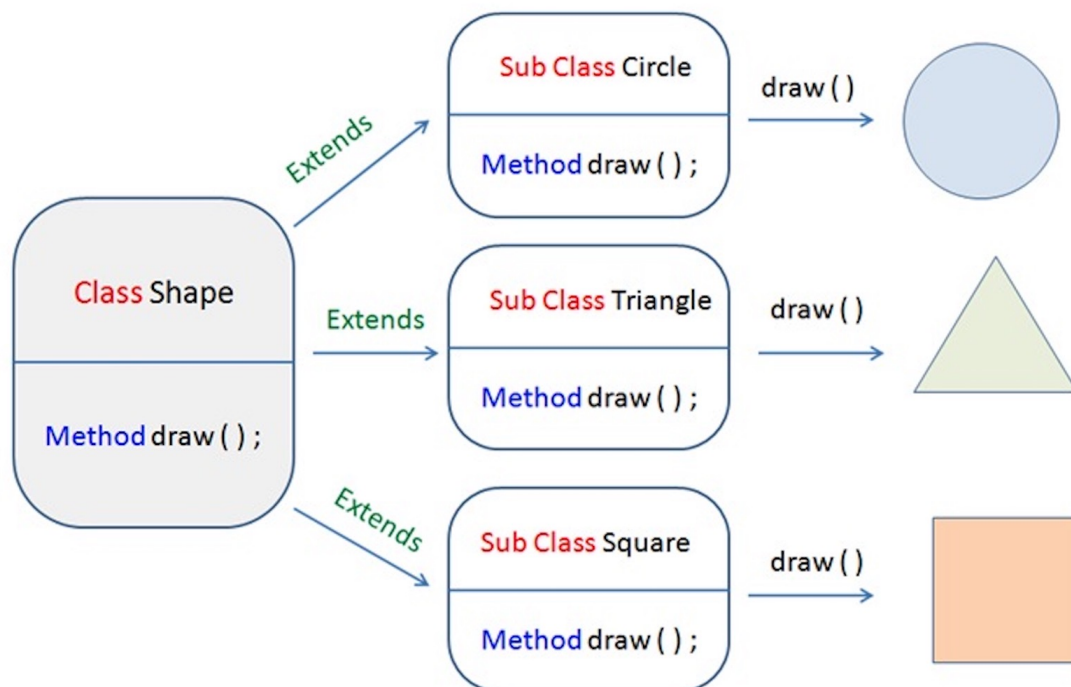 Class Shape
Method draw ( ) ;
Extends
Sub Class Circle
Method draw ( ) ;
draw ( )
Extends
Sub Class Triangle
Method draw ( ) ;
draw ( )
Extends
Sub Class Square
Method draw ( ) ;
draw ( )